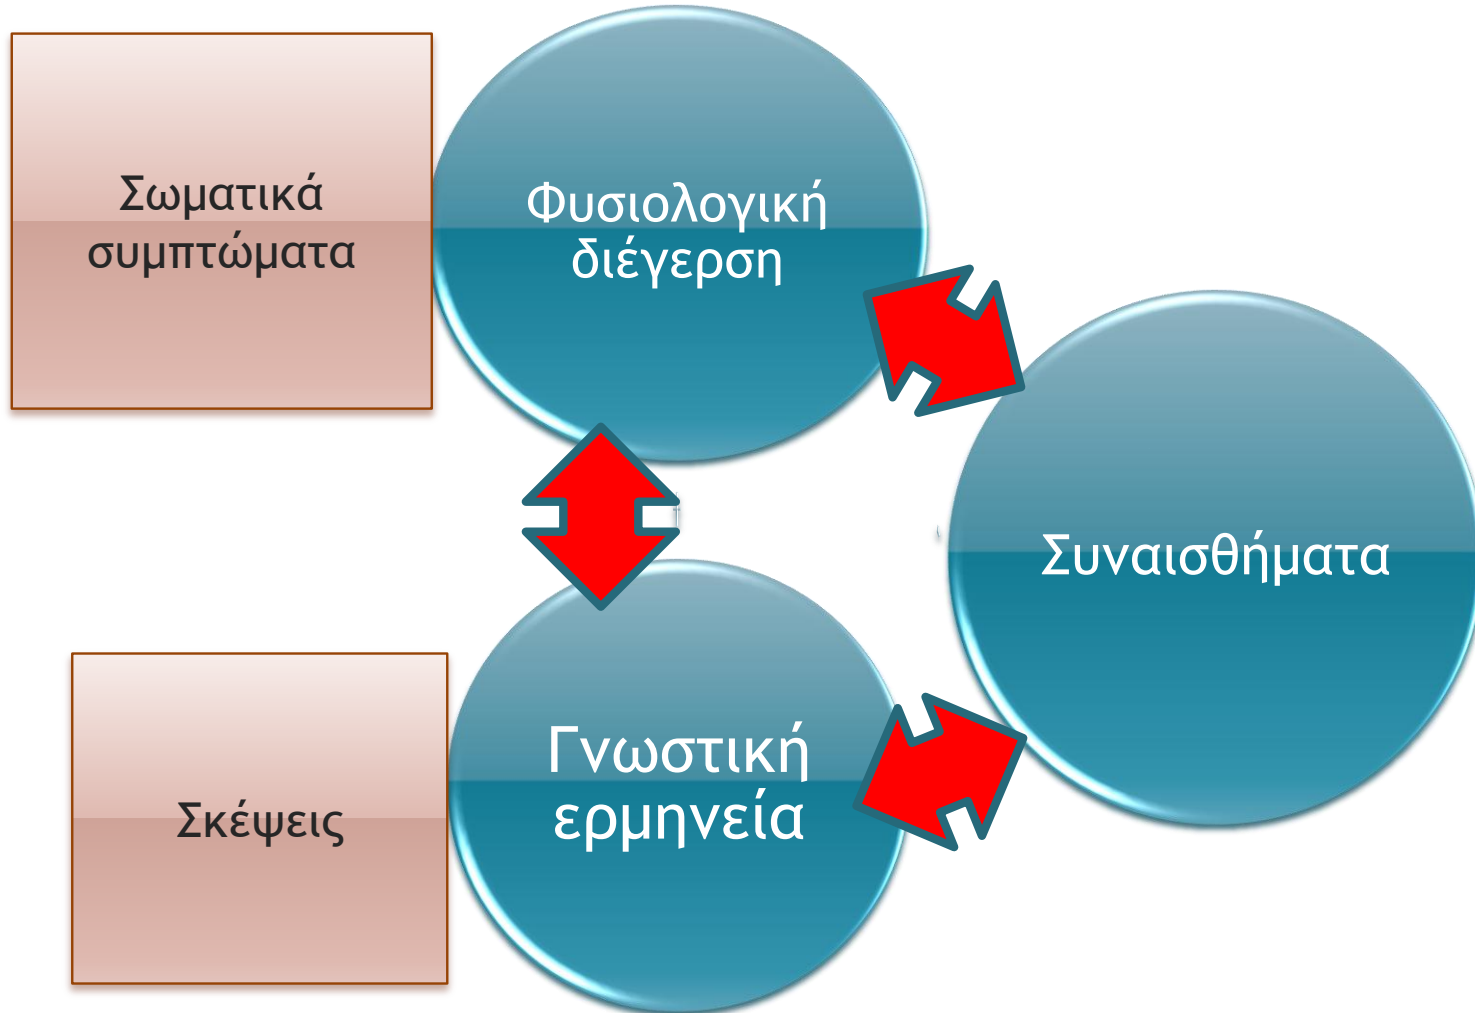 Σωματικά
συμπτώματα
Φυσιολογική
διέγερση
Συναισθήματα
Σκέψεις
Γνωστική
ερμηνεία